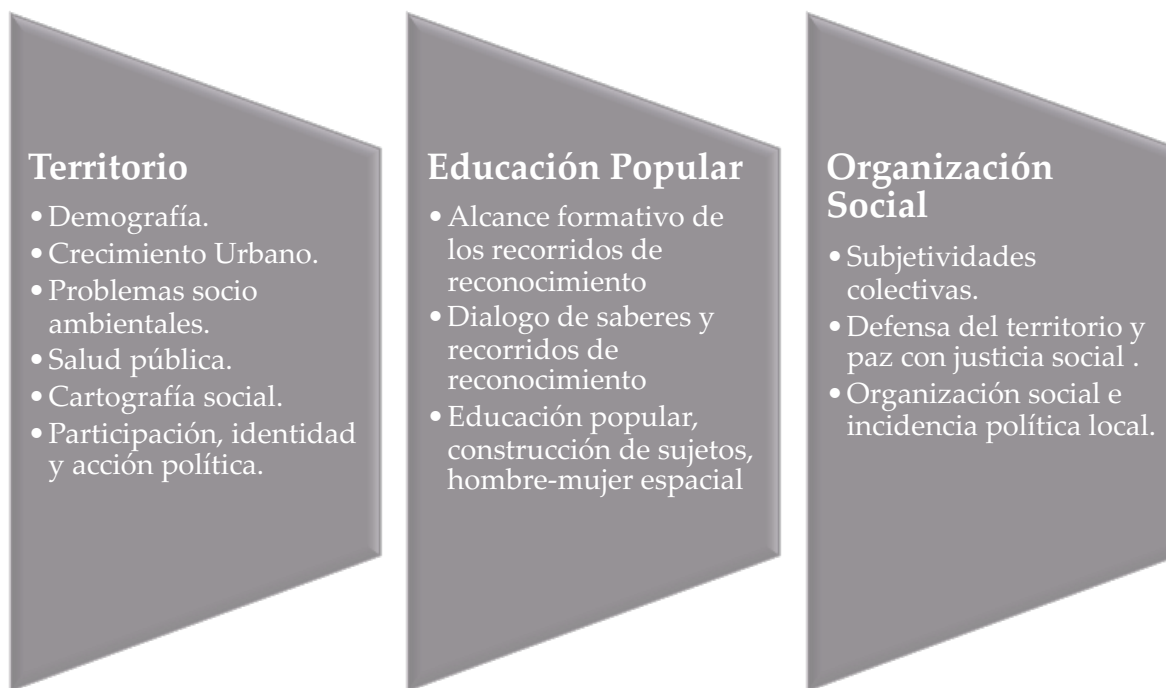 Territorio
•Demografía.
•Crecimiento Urbano.
•Problemas socio
ambientales.
•Salud pública.
•Cartografía social.
•Participación, identidad
y acción política.
Educación Popular
•Alcance formativo de
los recorridos de
reconocimiento
•Dialogo de saberes y
recorridos de
reconocimiento
•Educación popular,
construcción de sujetos,
hombre-mujer espacial
Organización
Social
•Subjetividades
colectivas.
•Defensa del territorio y
paz con justicia social .
•Organización social e
incidencia política local.